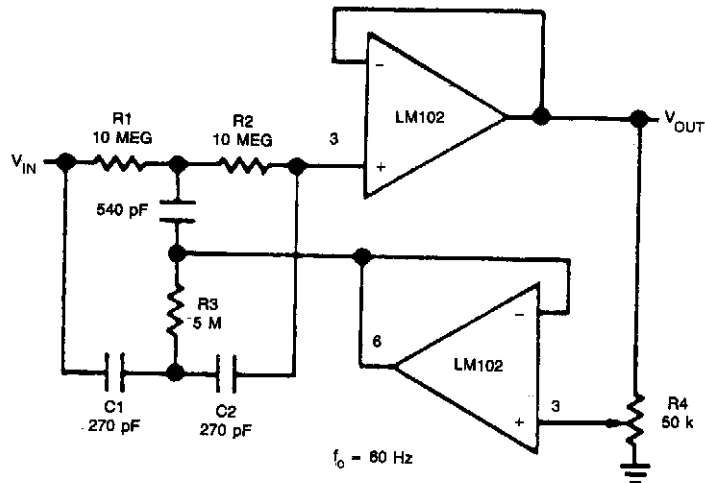 R1
10 MEG
R2
10 MEG
3
LM102
−
+
V_IN
V_OUT
540 pF
R3
5 M
6
LM102
−
+
3
R4
50 k
C1
270 pF
C2
270 pF
f_o = 60 Hz